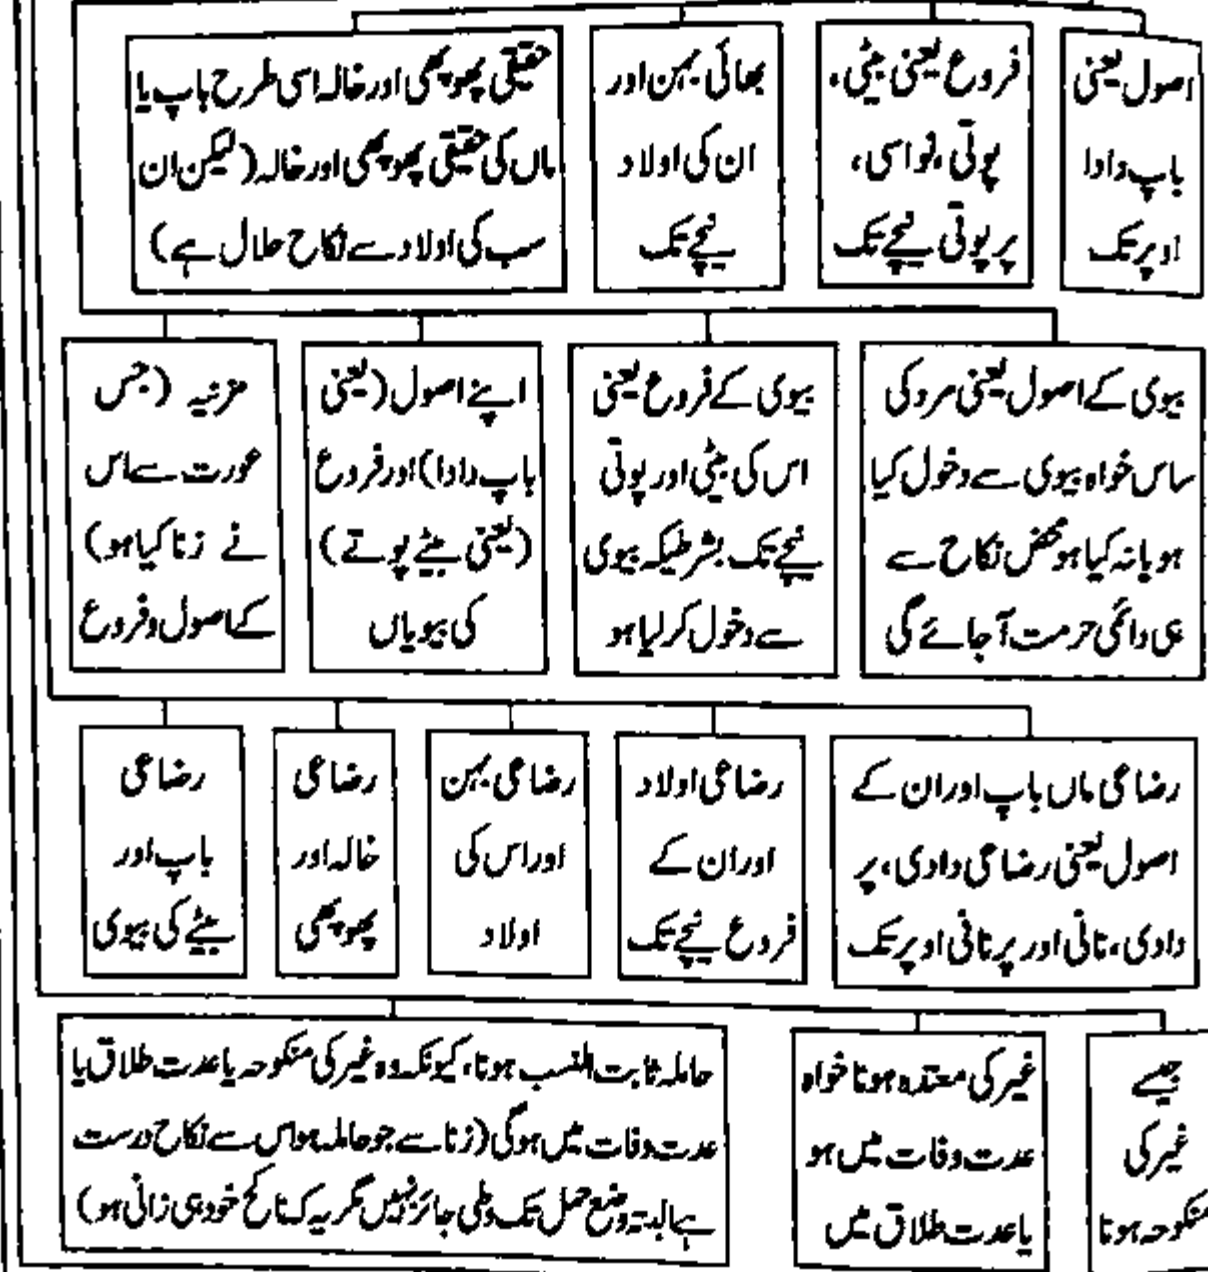 اصول یعنی
باپ دادا
اوپر تک
فروع یعنی بیٹی،
پوتی، نواسی،
پرپوتی نیچے تک
بھائی بہن اور
ان کی اولاد
نیچے تک
حقیقی پھوپھی اور خالہ اسی طرح باپ یا
ماں کی حقیقی پھوپھی اور خالہ (لیکن ان
سب کی اولاد سے نکاح حلال ہے)
بیوی کے اصول یعنی مرد کی
ساس خواہ بیوی سے دخول کیا
ہو یا نہ کیا ہو محض نکاح سے
ہی دائمی حرمت آ جائے گی
بیوی کے فروع یعنی
اس کی بیٹی اور پوتی
نیچے تک بشرطیکہ بیوی
سے دخول کر لیا ہو
اپنے اصول (یعنی
باپ دادا) اور فروع
(یعنی بیٹے پوتے)
کی بیویاں
مزنیہ (جس
عورت سے اس
نے زنا کیا ہو)
کے اصول و فروع
رضاعی ماں باپ اور ان کے
اصول یعنی رضاعی دادی، پر
دادی، نانی اور پرنانی اوپر تک
رضاعی اولاد
اور ان کے
فروع نیچے تک
رضاعی بہن
اور اس کی
اولاد
رضاعی
خالہ اور
پھوپھی
رضاعی
باپ اور
بیٹے کی بیوی
جیسے
غیر کی
منکوحہ ہونا
غیر کی معتدہ ہونا خواہ
عدت وفات میں ہو
یا عدت طلاق میں
حاملہ ثابت النسب ہونا، کیونکہ وہ غیر کی منکوحہ یا عدت طلاق یا
عدت وفات میں ہوگی (زنا سے جو حاملہ ہو اس سے نکاح درست
ہے البتہ وضع حمل تک وطی جائز نہیں مگر یہ کہ ناکح خود ہی زانی ہو)